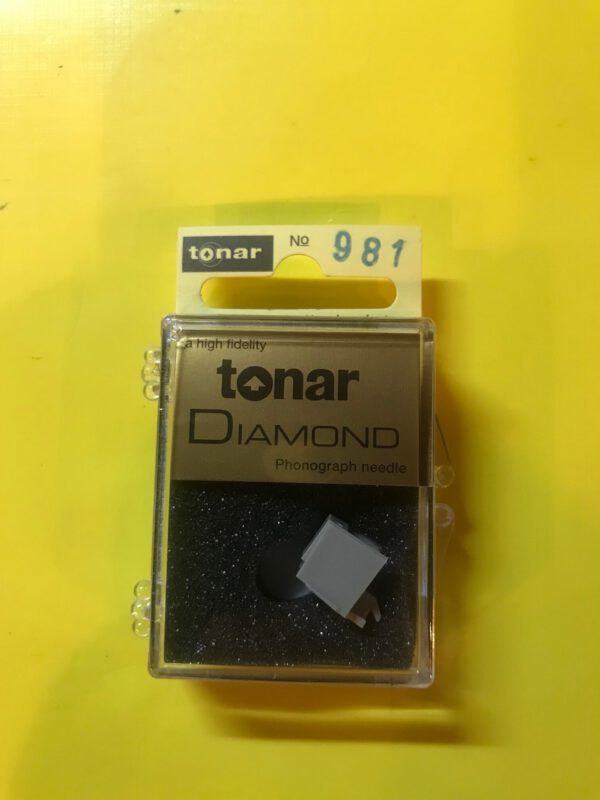 tonar № 981
a high fidelity
tonar
DIAMOND
Phonograph needle